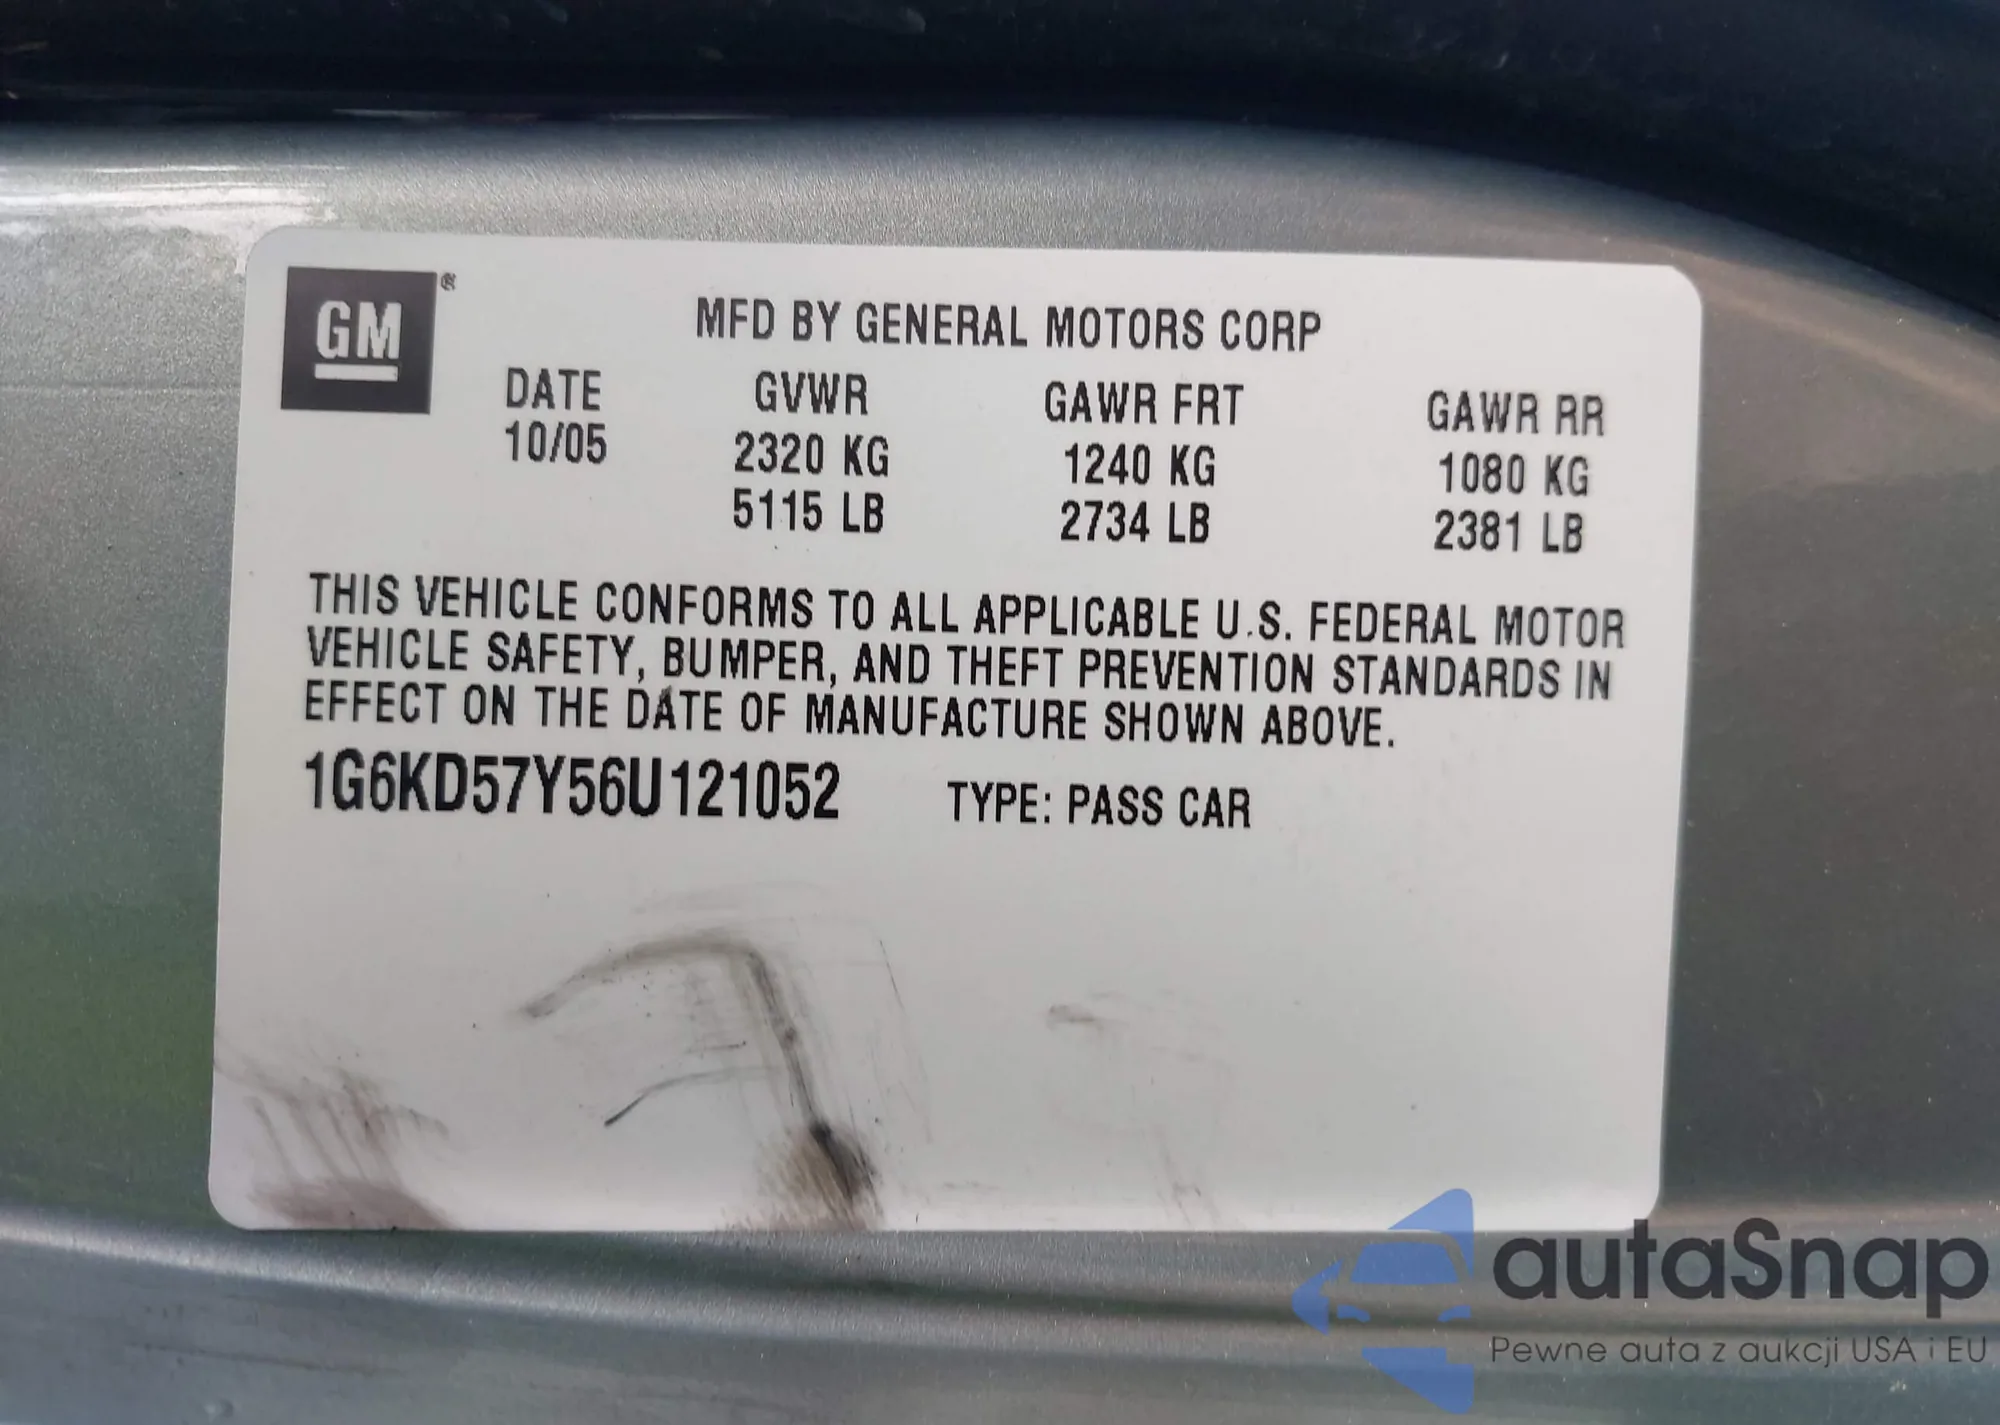 GM ®
MFD BY GENERAL MOTORS CORP
DATE GVWR GAWR FRT GAWR RR
10/05 2320 KG 1240 KG 1080 KG
5115 LB 2734 LB 2381 LB
THIS VEHICLE CONFORMS TO ALL APPLICABLE U.S. FEDERAL MOTOR
VEHICLE SAFETY, BUMPER, AND THEFT PREVENTION STANDARDS IN
EFFECT ON THE DATE OF MANUFACTURE SHOWN ABOVE.
1G6KD57Y56U121052 TYPE: PASS CAR
autaSnap
Pewne auta z aukcji USA i EU